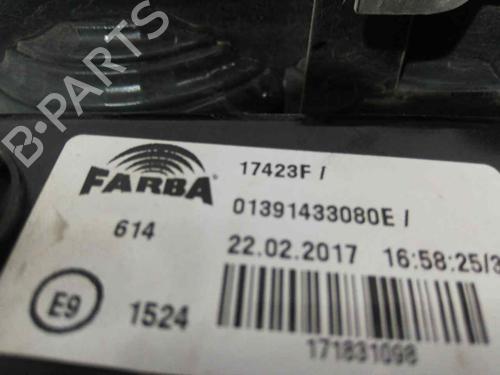 B-PARTS
FARBA
17423F /
01391433080E /
614
22.02.2017 16:58:25/3
E9
1524
171831098